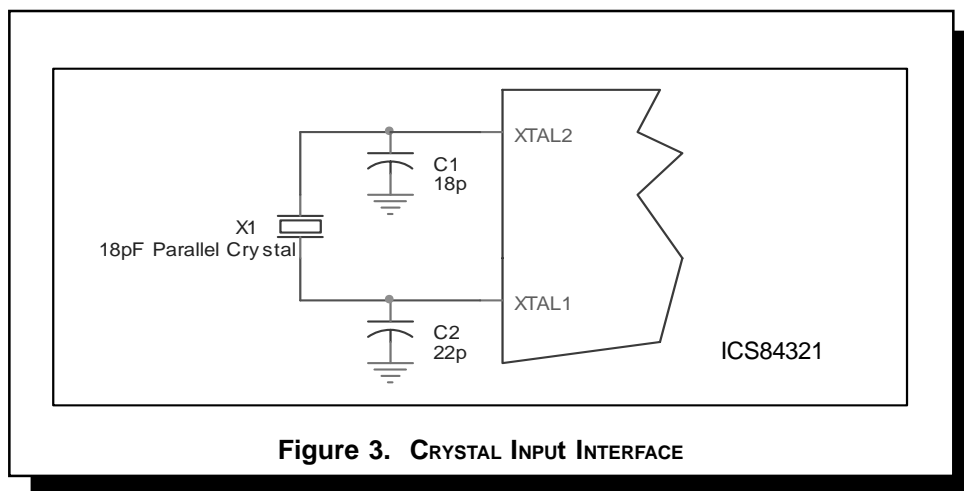 XTAL2
C1
18p
X1
18pF Parallel Crystal
XTAL1
C2
22p
ICS84321
Figure 3. CRYSTAL INPUT INTERFACE